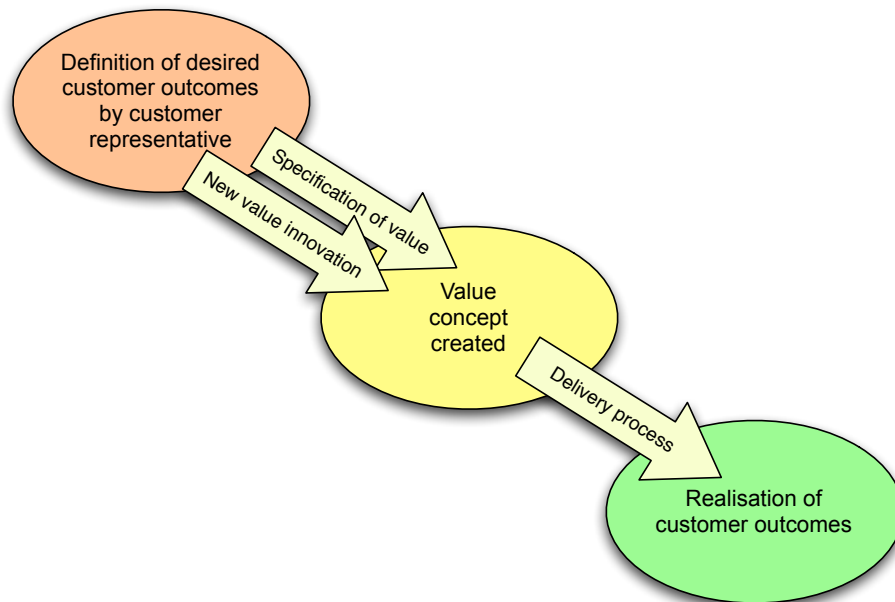 Definition of desired
customer outcomes
by customer
representative
Specification of value
New value innovation
Value
concept
created
Delivery process
Realisation of
customer outcomes